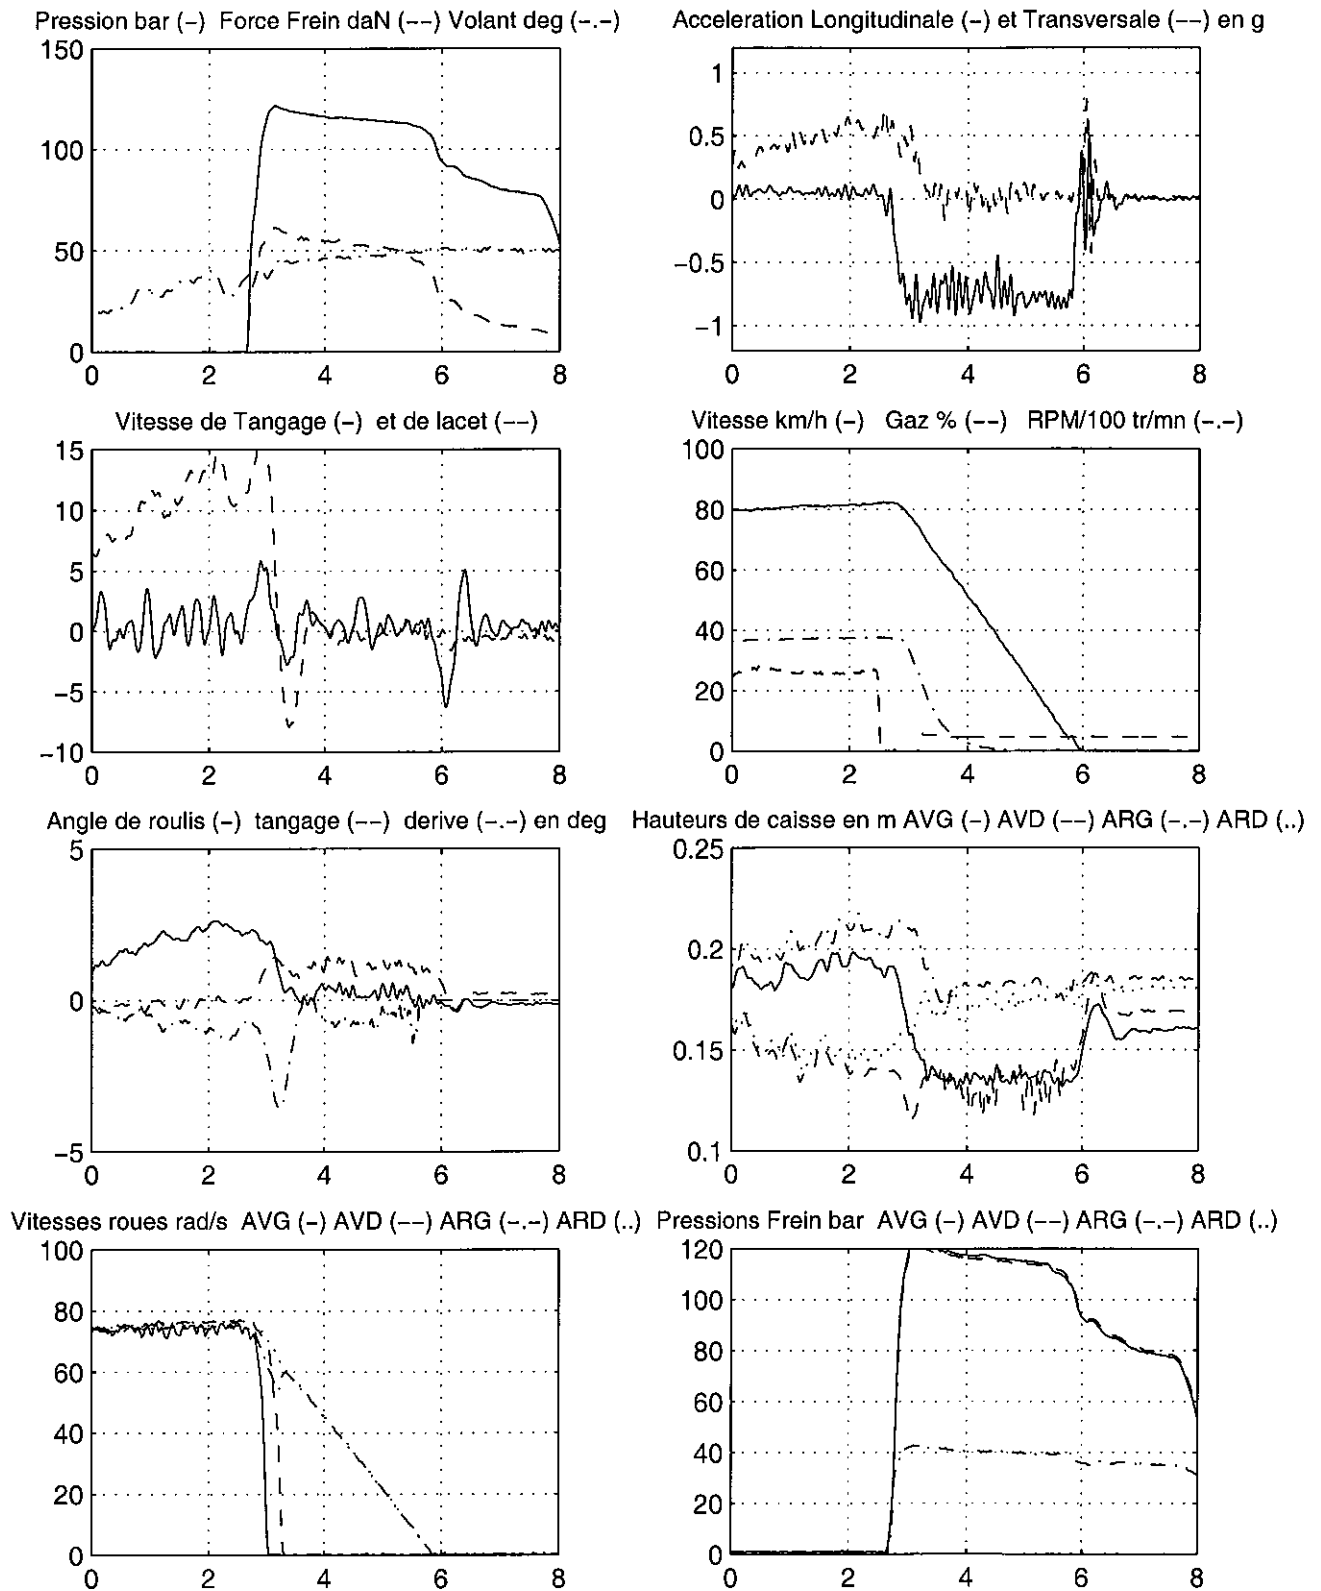 Pression bar (-) Force Frein daN (--) Volant deg (-.-)
Acceleration Longitudinale (-) et Transversale (--) en g
150
100
50
0
0 2 4 6 8
1
0.5
0
-0.5
-1
0 2 4 6 8
Vitesse de Tangage (-) et de lacet (--)
Vitesse km/h (-) Gaz % (--) RPM/100 tr/mn (-.-)
15
10
5
0
-5
-10
0 2 4 6 8
100
80
60
40
20
0
0 2 4 6 8
Angle de roulis (-) tangage (--) derive (-.-) en deg
Hauteurs de caisse en m AVG (-) AVD (--) ARG (-.-) ARD (..)
5
0
-5
0 2 4 6 8
0.25
0.2
0.15
0.1
0 2 4 6 8
Vitesses roues rad/s AVG (-) AVD (--) ARG (-.-) ARD (..)
Pressions Frein bar AVG (-) AVD (--) ARG (-.-) ARD (..)
100
80
60
40
20
0
0 2 4 6 8
120
100
80
60
40
20
0
0 2 4 6 8